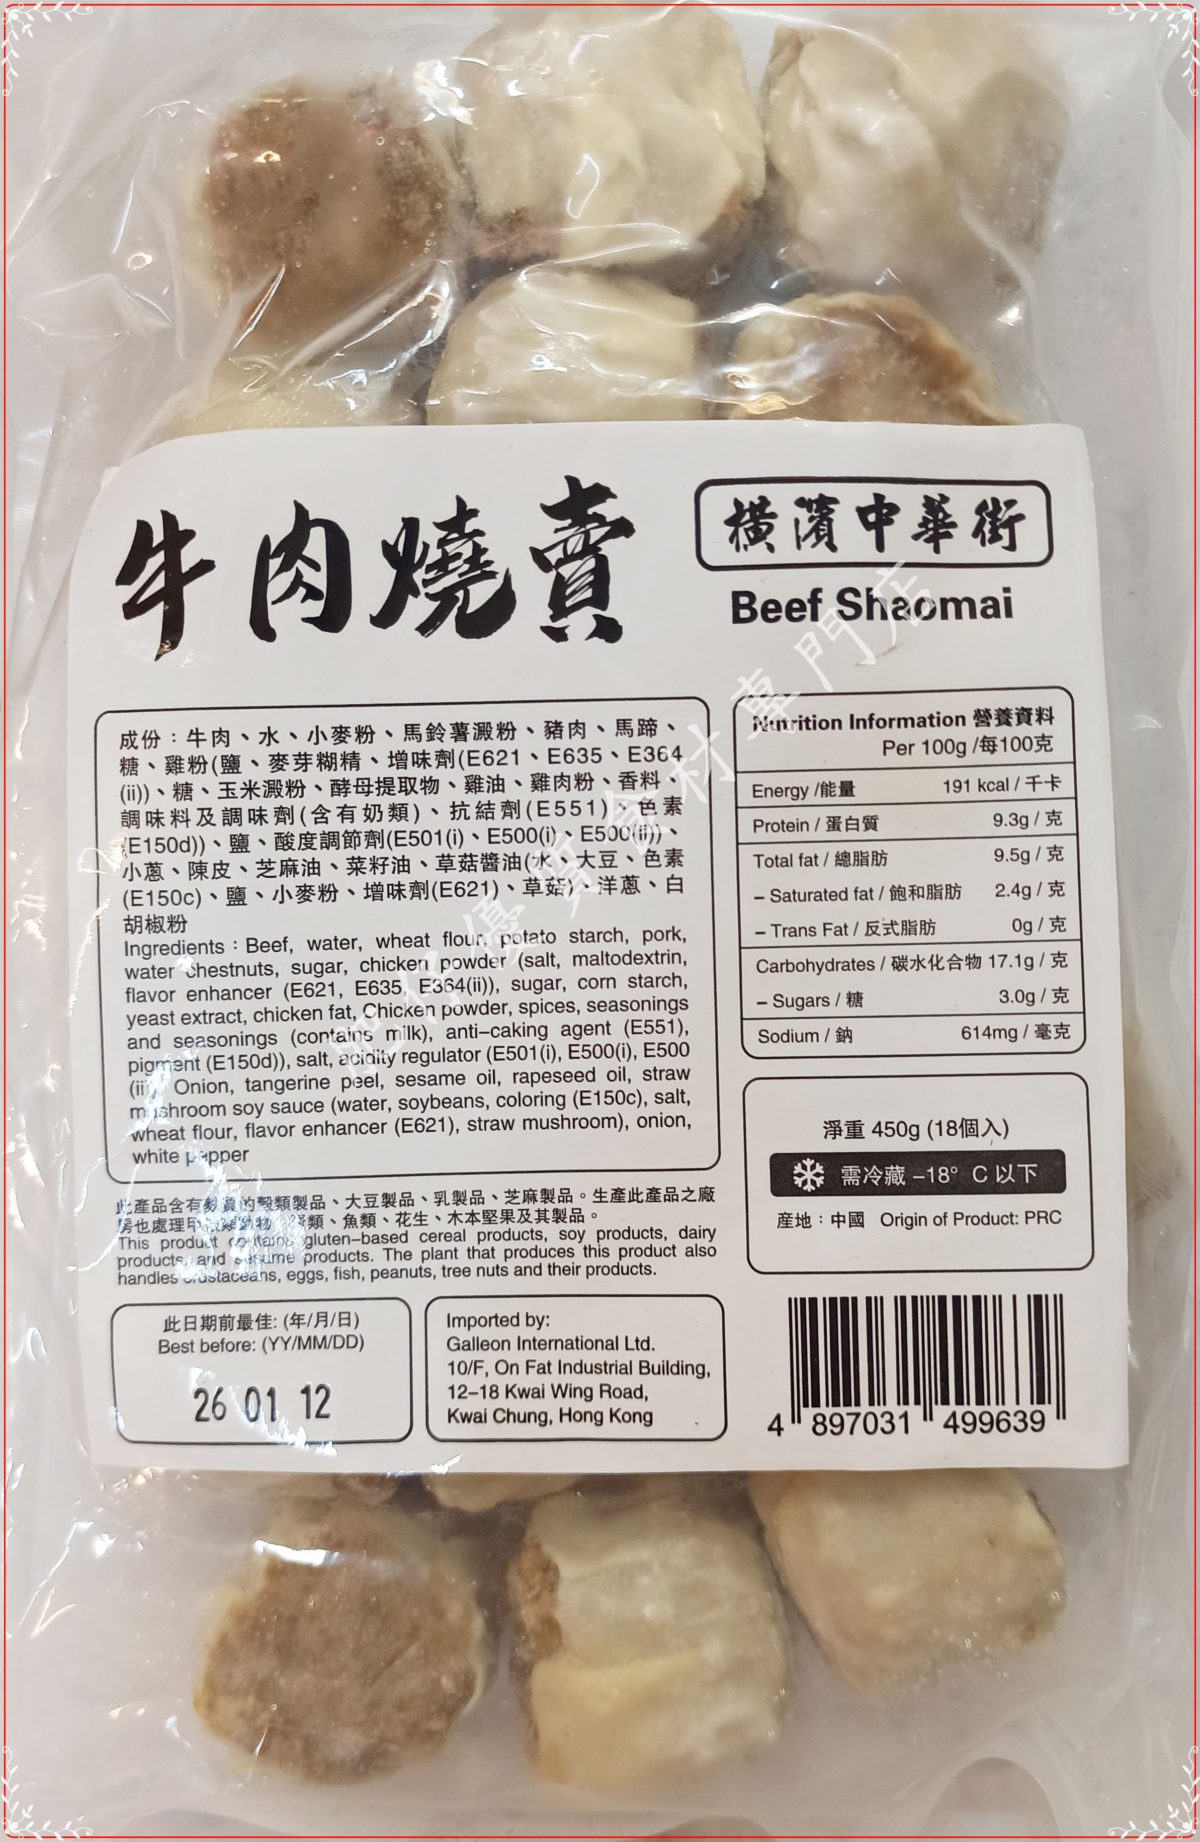 牛肉燒賣
橫濱中華街
Beef Shaomai
成份：牛肉、水、小麥粉、馬鈴薯澱粉、豬肉、馬蹄、
糖、雞粉(鹽、麥芽糊精、增味劑(E621、E635、E364
(ii))、糖、玉米澱粉、酵母提取物、雞油、雞肉粉、香料、
調味料及調味劑(含有奶類)、抗結劑(E551)、色素
(E150d))、鹽、酸度調節劑(E501(i)、E500(i)、E500(ii))、
小蔥、陳皮、芝麻油、菜籽油、草菇醬油(水、大豆、色素
(E150c)、鹽、小麥粉、增味劑(E621)、草菇)、洋蔥、白
胡椒粉
Ingredients：Beef, water, wheat flour, potato starch, pork,
water chestnuts, sugar, chicken powder (salt, maltodextrin,
flavor enhancer (E621, E635, E364(ii)), sugar, corn starch,
yeast extract, chicken fat, Chicken powder, spices, seasonings
and seasonings (contains milk), anti–caking agent (E551),
pigment (E150d)), salt, acidity regulator (E501(i), E500(i), E500
(ii)), Onion, tangerine peel, sesame oil, rapeseed oil, straw
mushroom soy sauce (water, soybeans, coloring (E150c), salt,
wheat flour, flavor enhancer (E621), straw mushroom), onion,
white pepper
此產品含有麩質的穀類製品、大豆製品、乳製品、芝麻製品。生產此產品之廠
房也處理甲殼類動物、蛋類、魚類、花生、木本堅果及其製品。
This product contains gluten–based cereal products, soy products, dairy
products, and sesame products. The plant that produces this product also
handles crustaceans, eggs, fish, peanuts, tree nuts and their products.
此日期前最佳: (年/月/日)
Best before: (YY/MM/DD)
26 01 12
Imported by:
Galleon International Ltd.
10/F, On Fat Industrial Building,
12–18 Kwai Wing Road,
Kwai Chung, Hong Kong
Nutrition Information 營養資料
Per 100g /每100克
Energy /能量 191 kcal / 千卡
Protein / 蛋白質 9.3g / 克
Total fat / 總脂肪 9.5g / 克
– Saturated fat / 飽和脂肪 2.4g / 克
– Trans Fat / 反式脂肪 0g / 克
Carbohydrates / 碳水化合物 17.1g / 克
– Sugars / 糖 3.0g / 克
Sodium / 鈉 614mg / 毫克
淨重 450g (18個入)
需冷藏 –18° C 以下
產地：中國 Origin of Product: PRC
4 897031 499639
肥仔優質食材專門店